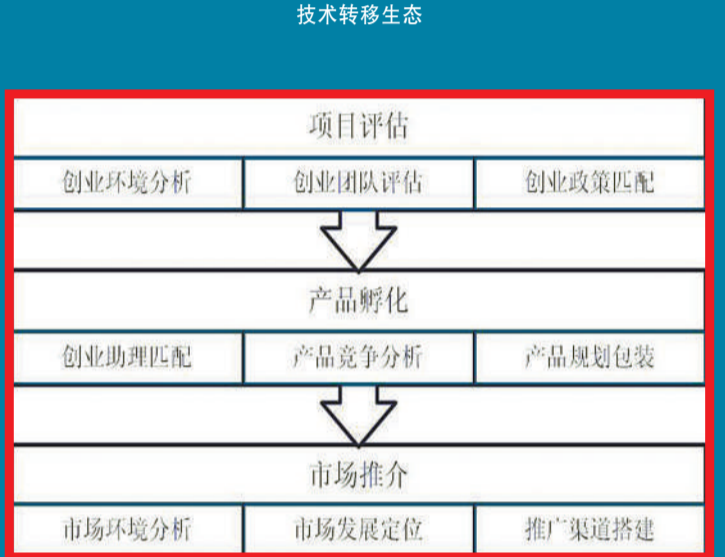 技术转移生态
项目评估
创业环境分析 创业团队评估 创业政策匹配
产品孵化
创业助理匹配 产品竞争分析 产品规划包装
市场推介
市场环境分析 市场发展定位 推广渠道搭建